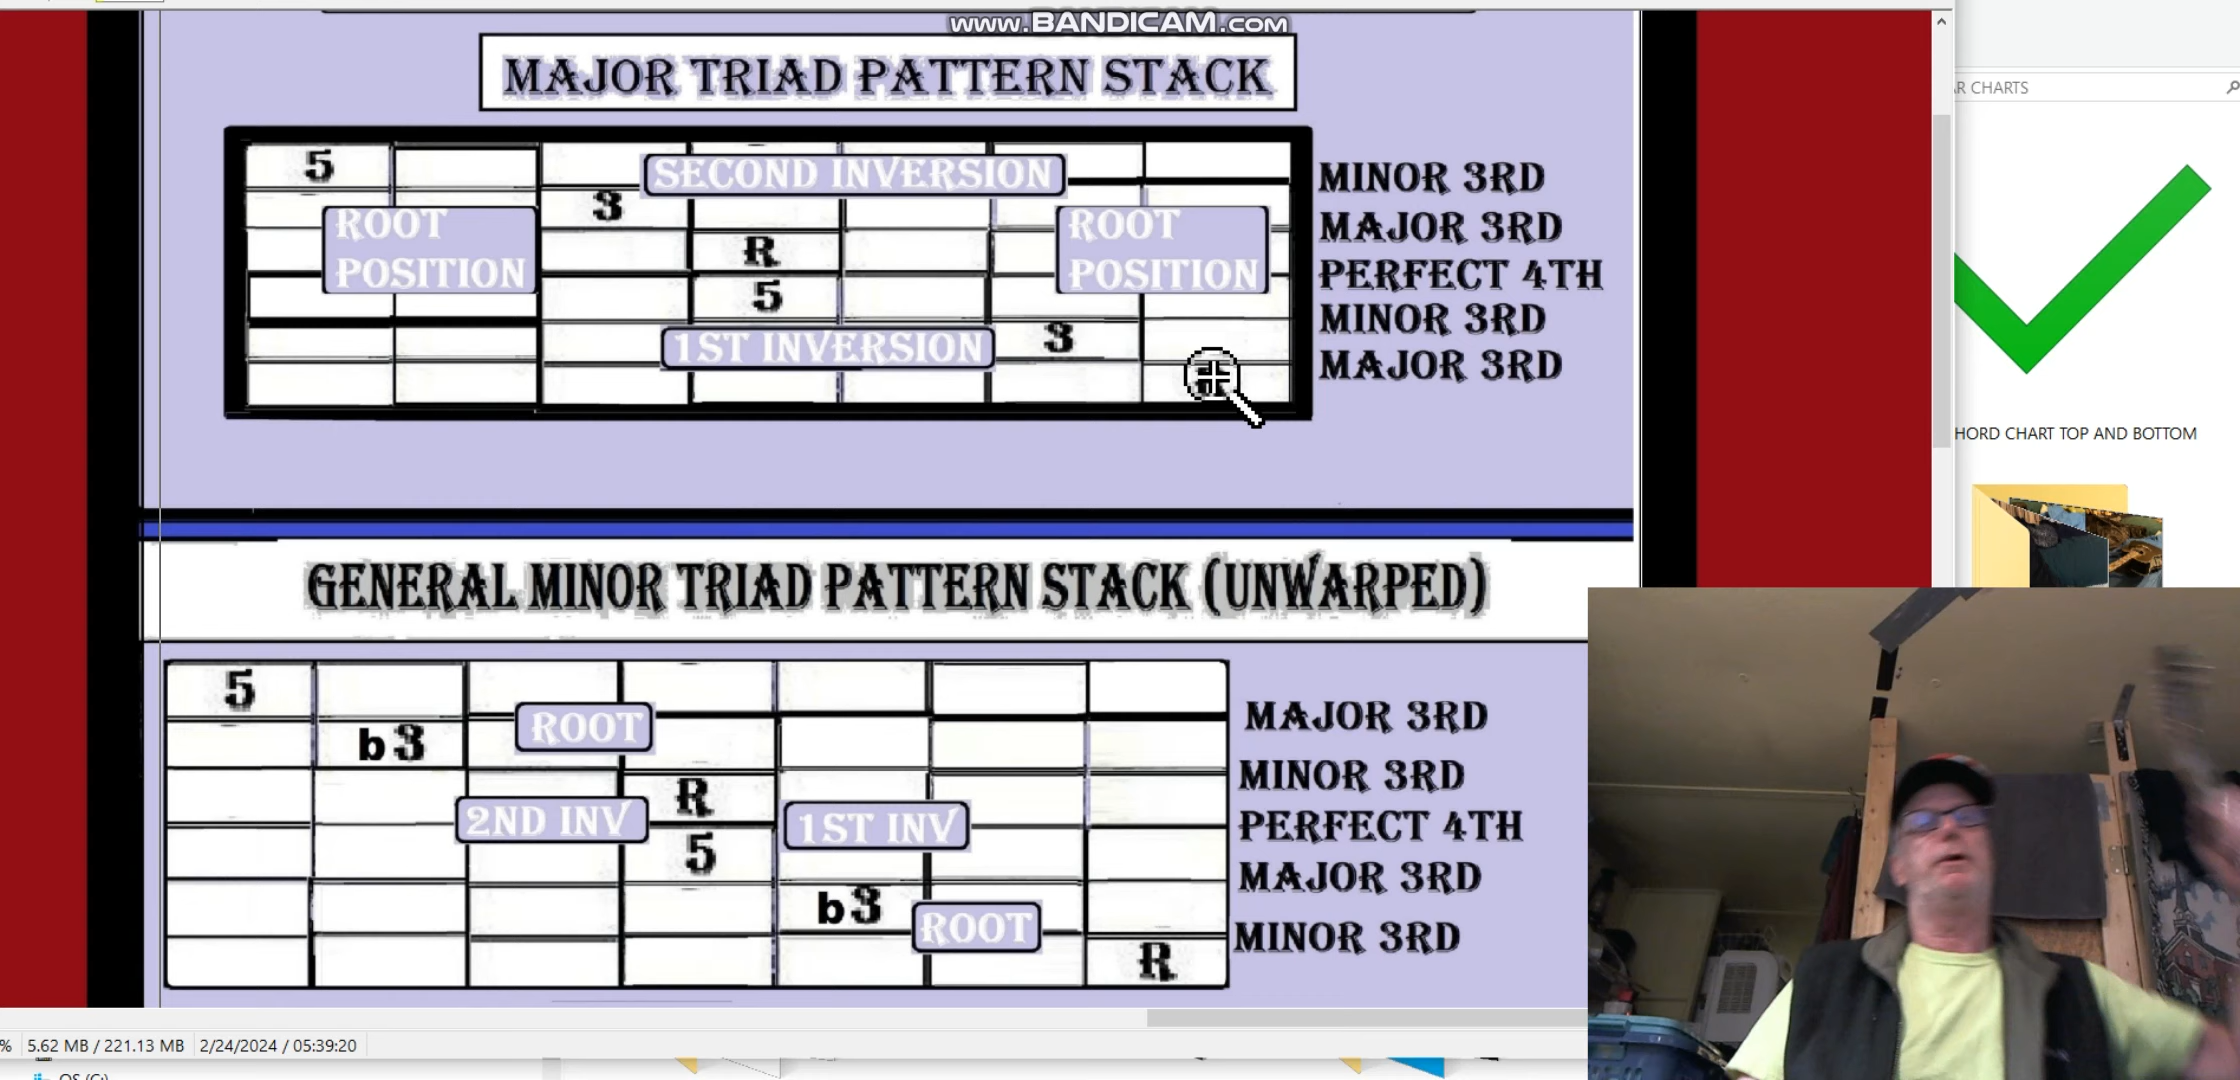 www.BANDICAM.com
MAJOR TRIAD PATTERN STACK
R CHARTS
5
SECOND INVERSION
MINOR 3RD
3
ROOT
POSITION
ROOT
POSITION
MAJOR 3RD
R
PERFECT 4TH
5
MINOR 3RD
1ST INVERSION
3
MAJOR 3RD
HORD CHART TOP AND BOTTOM
GENERAL MINOR TRIAD PATTERN STACK (UNWARPED)
5
MAJOR 3RD
b3
ROOT
MINOR 3RD
R
2ND INV
1ST INV
PERFECT 4TH
5
MAJOR 3RD
b3
ROOT
MINOR 3RD
R
% 5.62 MB / 221.13 MB 2/24/2024 / 05:39:20